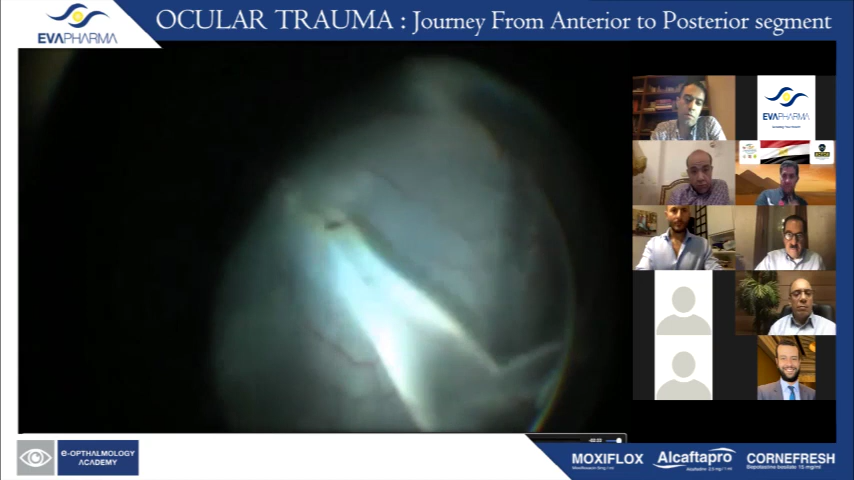 OCULAR TRAUMA : Journey From Anterior to Posterior segment
EVAPHARMA
EVAPHARMA
e-OPTHALMOLOGY
ACADEMY
MOXIFLOX
Alcaftapro
CORNEFRESH